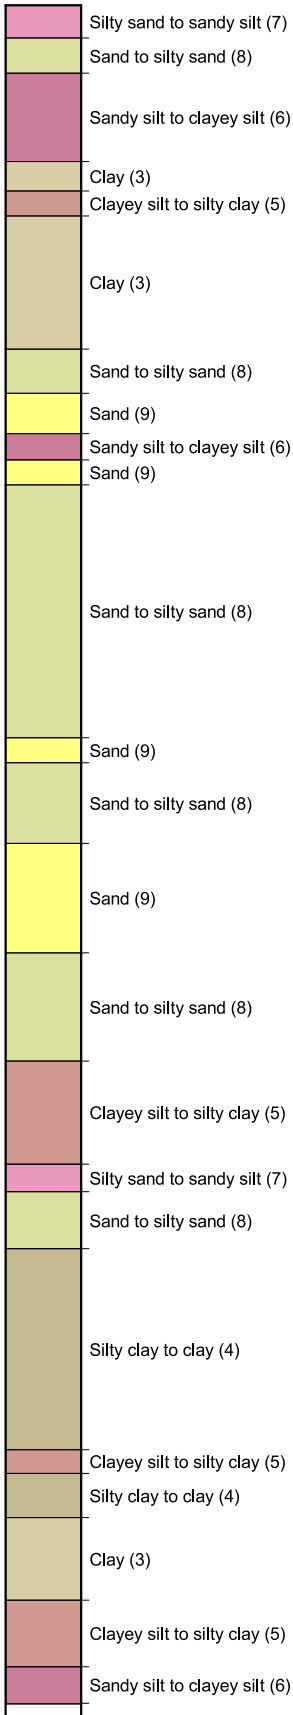 Silty sand to sandy silt (7)
Sand to silty sand (8)
Sandy silt to clayey silt (6)
Clay (3)
Clayey silt to silty clay (5)
Clay (3)
Sand to silty sand (8)
Sand (9)
Sandy silt to clayey silt (6)
Sand (9)
Sand to silty sand (8)
Sand (9)
Sand to silty sand (8)
Sand (9)
Sand to silty sand (8)
Clayey silt to silty clay (5)
Silty sand to sandy silt (7)
Sand to silty sand (8)
Silty clay to clay (4)
Clayey silt to silty clay (5)
Silty clay to clay (4)
Clay (3)
Clayey silt to silty clay (5)
Sandy silt to clayey silt (6)